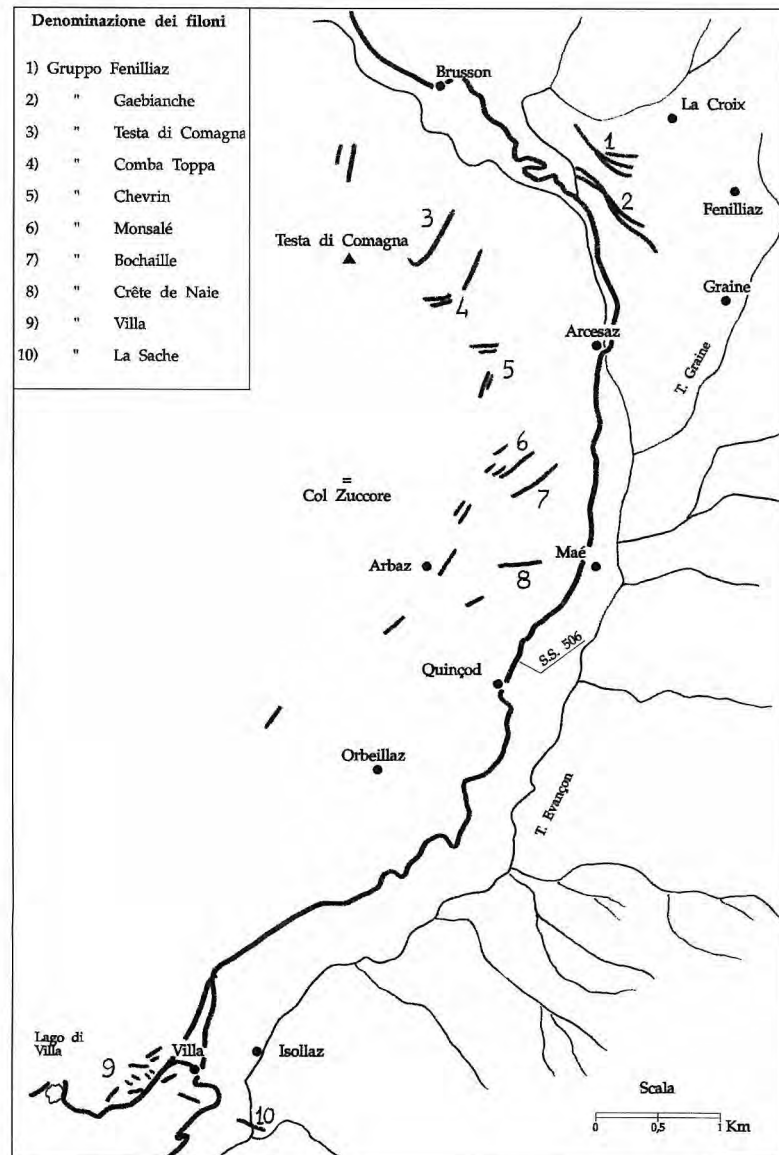 Denominazione dei filoni
1) Gruppo Fenilliaz
2) " Gaebianche
3) " Testa di Comagna
4) " Comba Toppa
5) " Chevrin
6) " Monsalé
7) " Bochaille
8) " Crête de Naie
9) " Villa
10) " La Sache
Brusson
La Croix
1
2
Fenilliaz
3
Testa di Comagna
4
Graine
Arcesaz
5
T. Graine
6
Col Zuccore
7
Arbaz
8
Maé
S.S. 506
Quinçod
Orbeillaz
T. Evançon
Lago di
Villa
9
Villa
Isollaz
10
Scala
0 0,5 1 Km